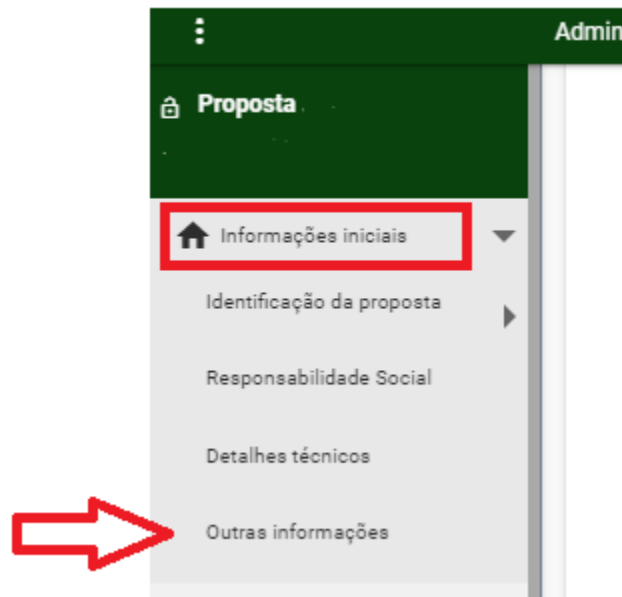 Admin
Proposta
Informações iniciais
Identificação da proposta
Responsabilidade Social
Detalhes técnicos
Outras informações